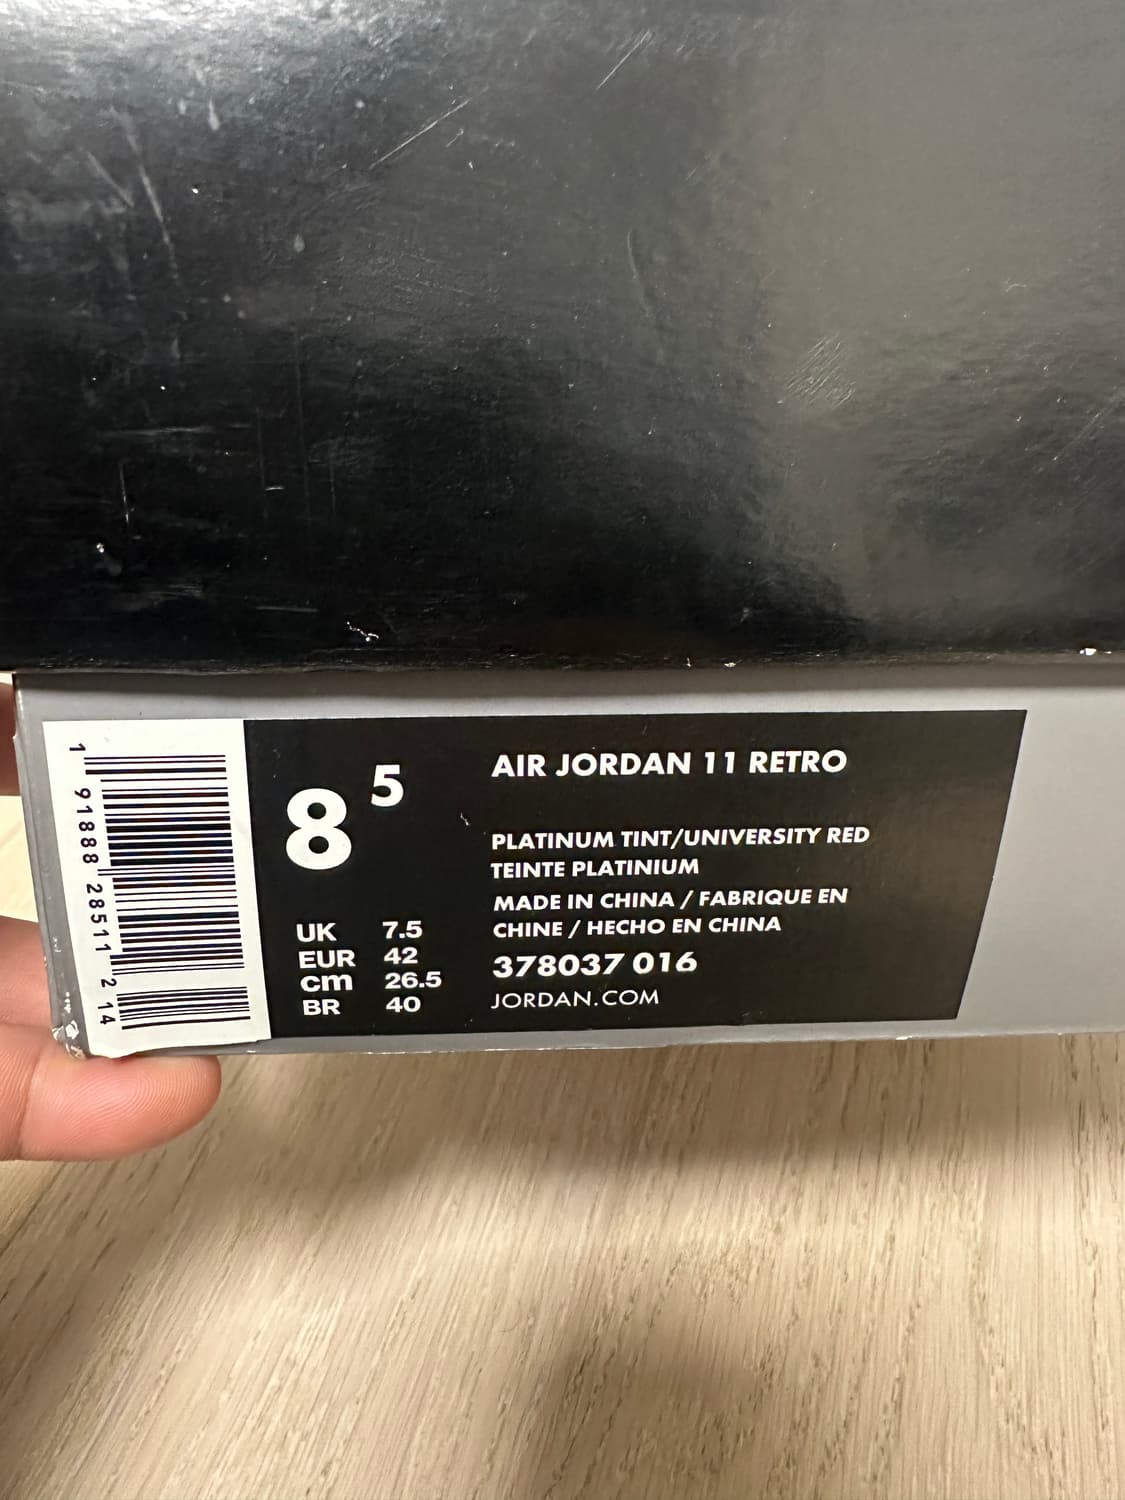 1 91888 28511 2 14
8 5
UK 7.5
EUR 42
cm 26.5
BR 40
AIR JORDAN 11 RETRO
PLATINUM TINT/UNIVERSITY RED
TEINTE PLATINIUM
MADE IN CHINA / FABRIQUE EN
CHINE / HECHO EN CHINA
378037 016
JORDAN.COM